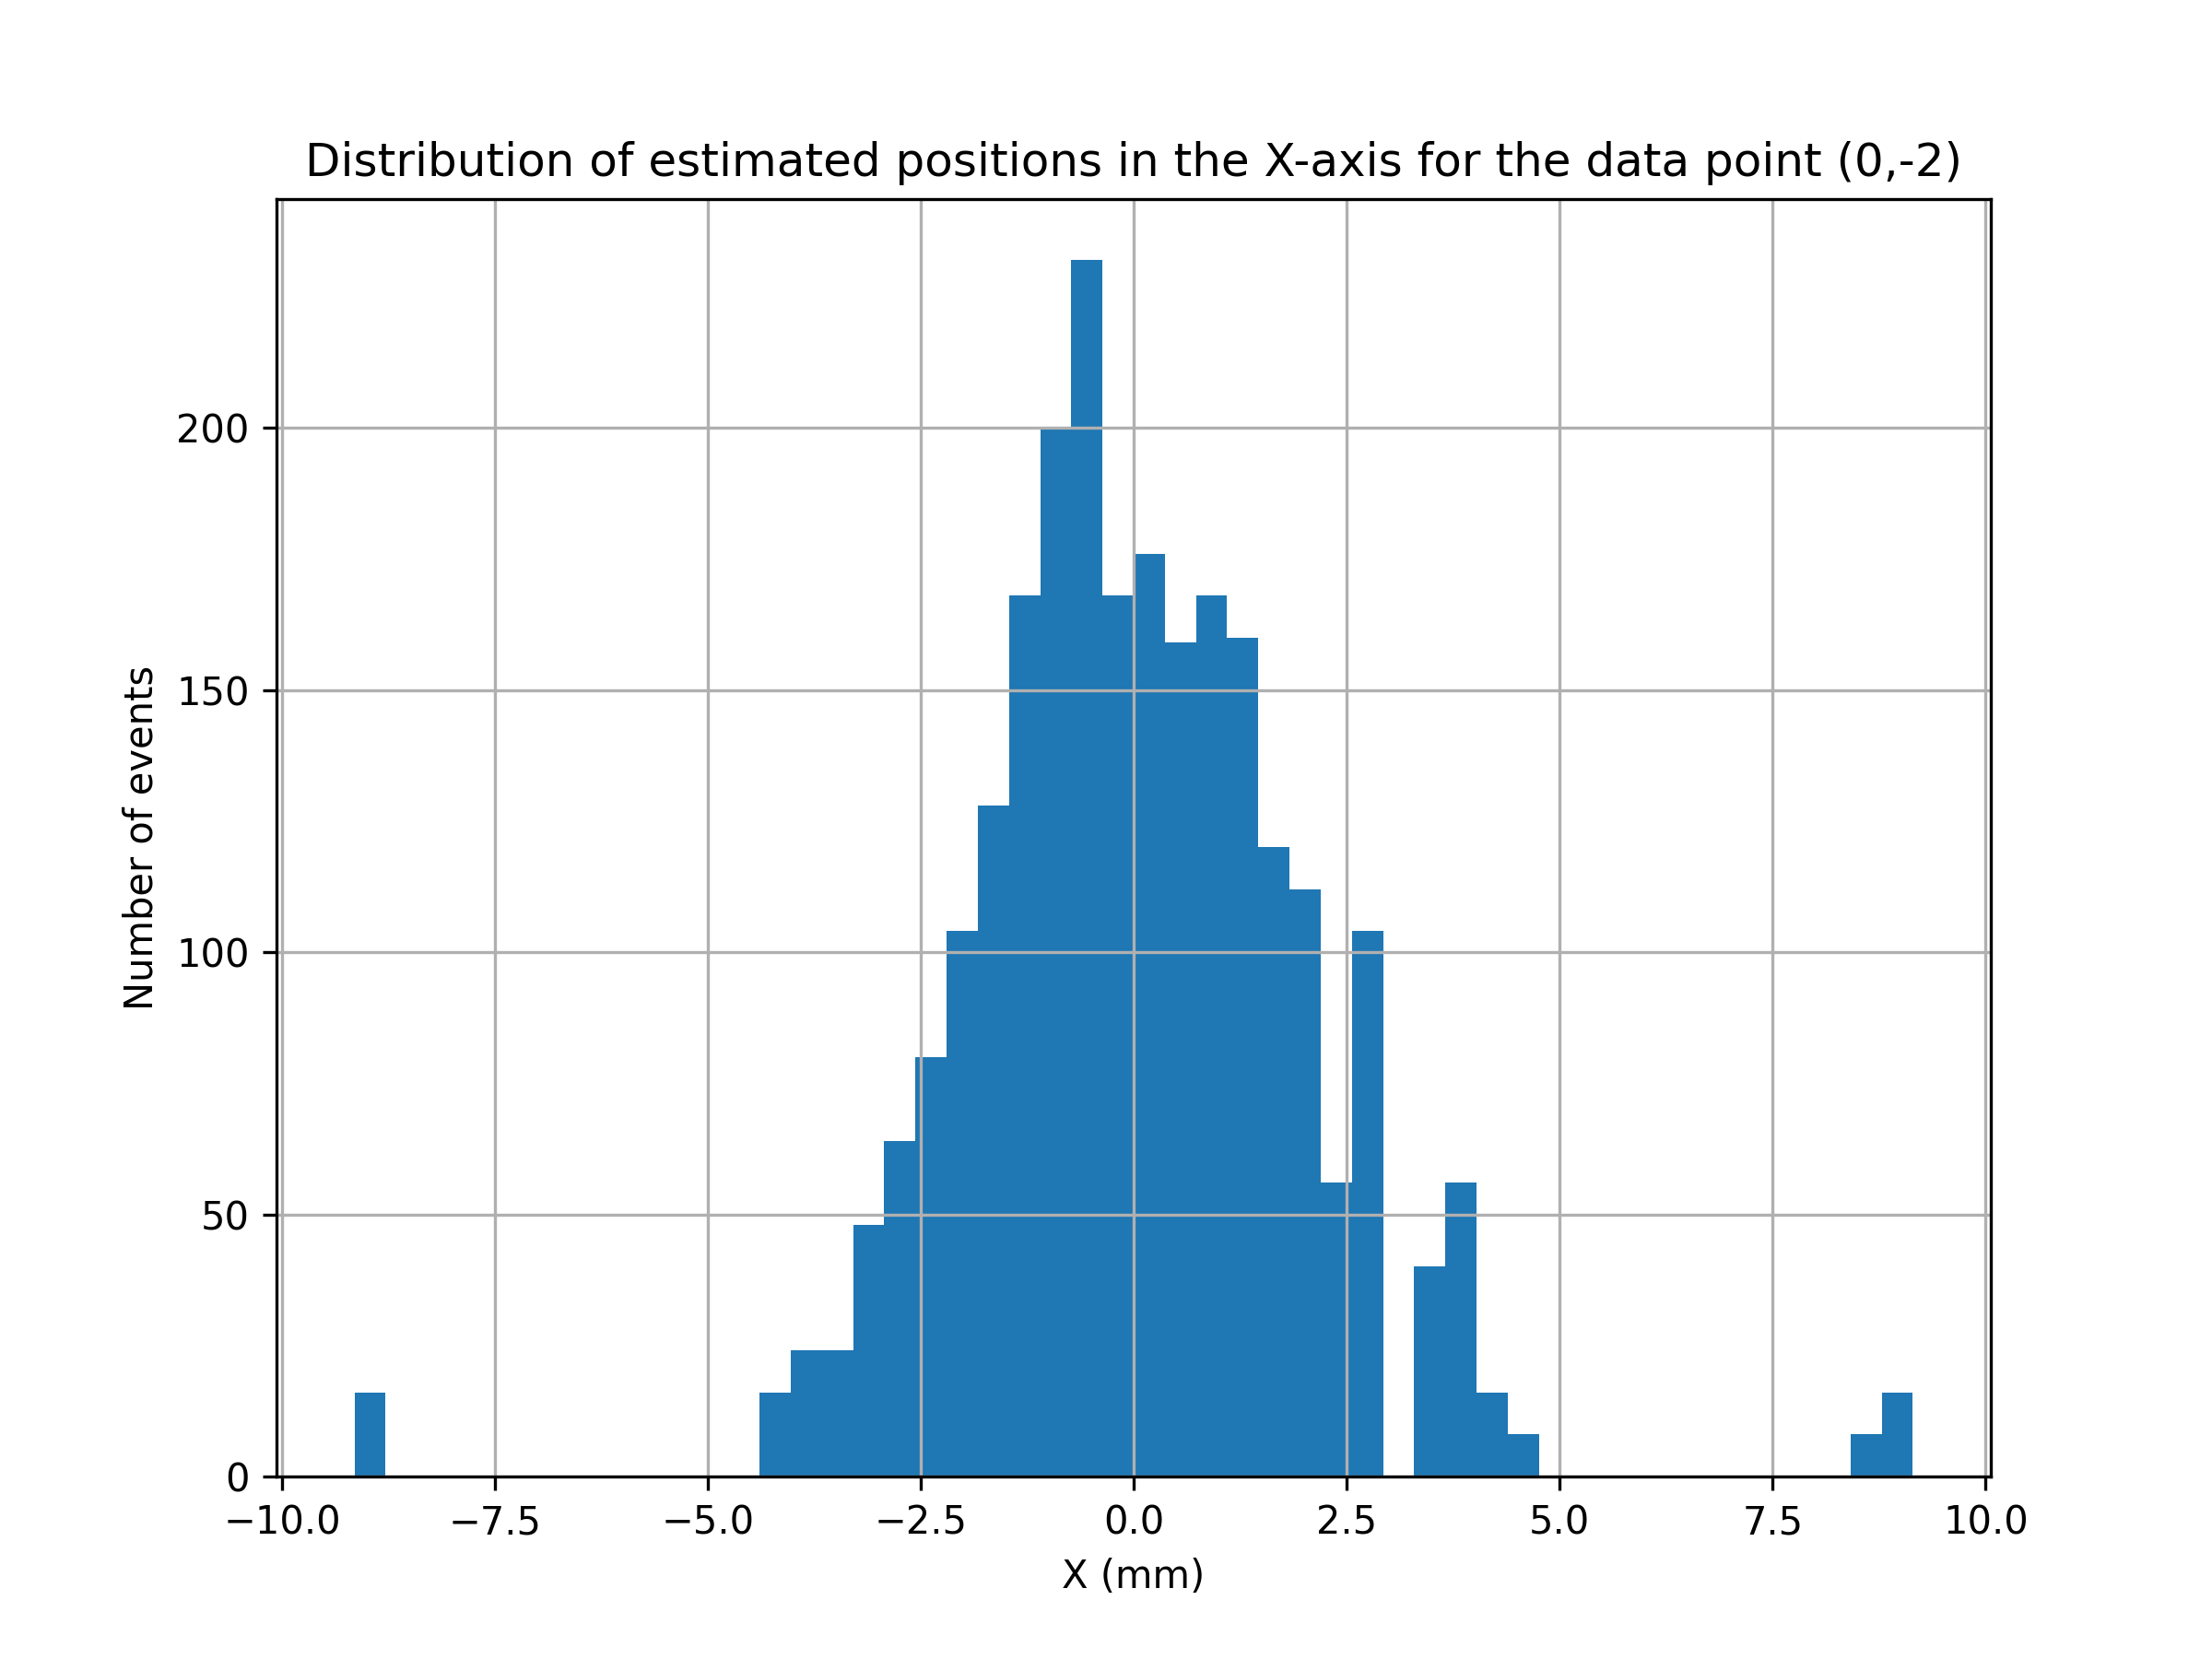 Distribution of estimated positions in the X-axis for the data point (0,-2)
Number of events
200
150
100
50
0
−10.0 −7.5 −5.0 −2.5 0.0 2.5 5.0 7.5 10.0
X (mm)